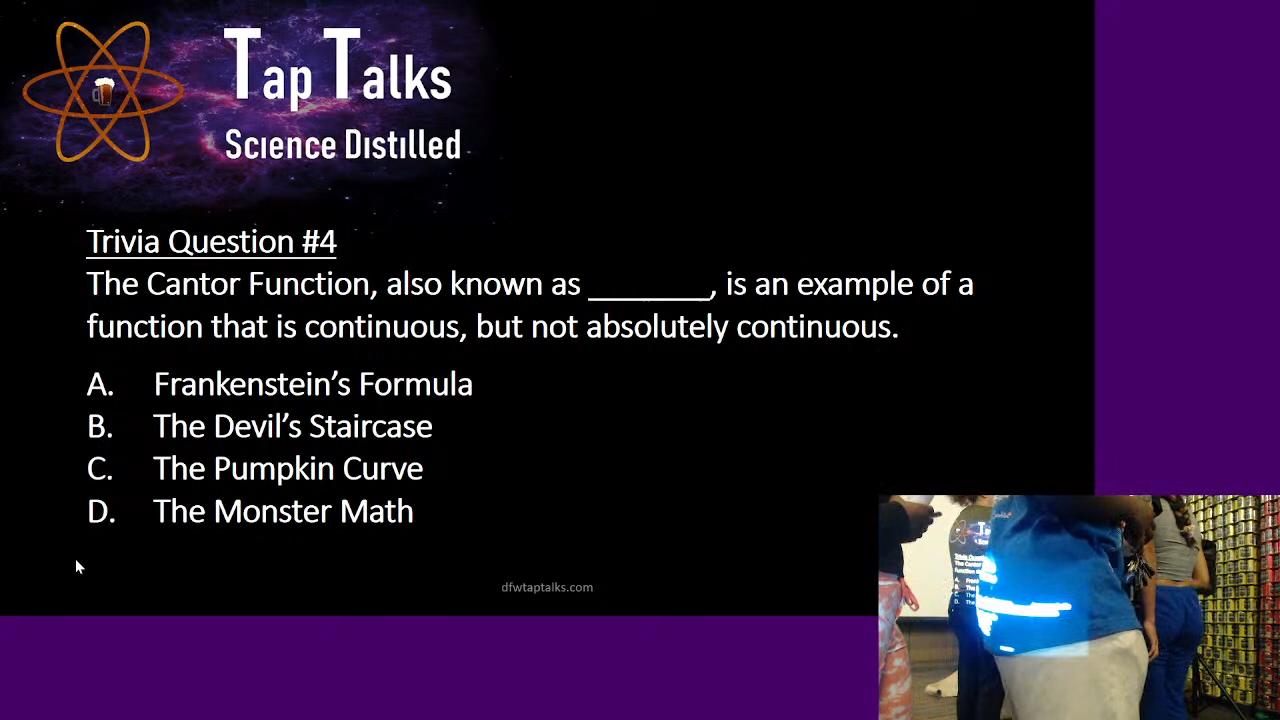 Tap Talks
Science Distilled
Trivia Question #4
The Cantor Function, also known as ________, is an example of a
function that is continuous, but not absolutely continuous.
A. Frankenstein's Formula
B. The Devil's Staircase
C. The Pumpkin Curve
D. The Monster Math
dfwtaptalks.com